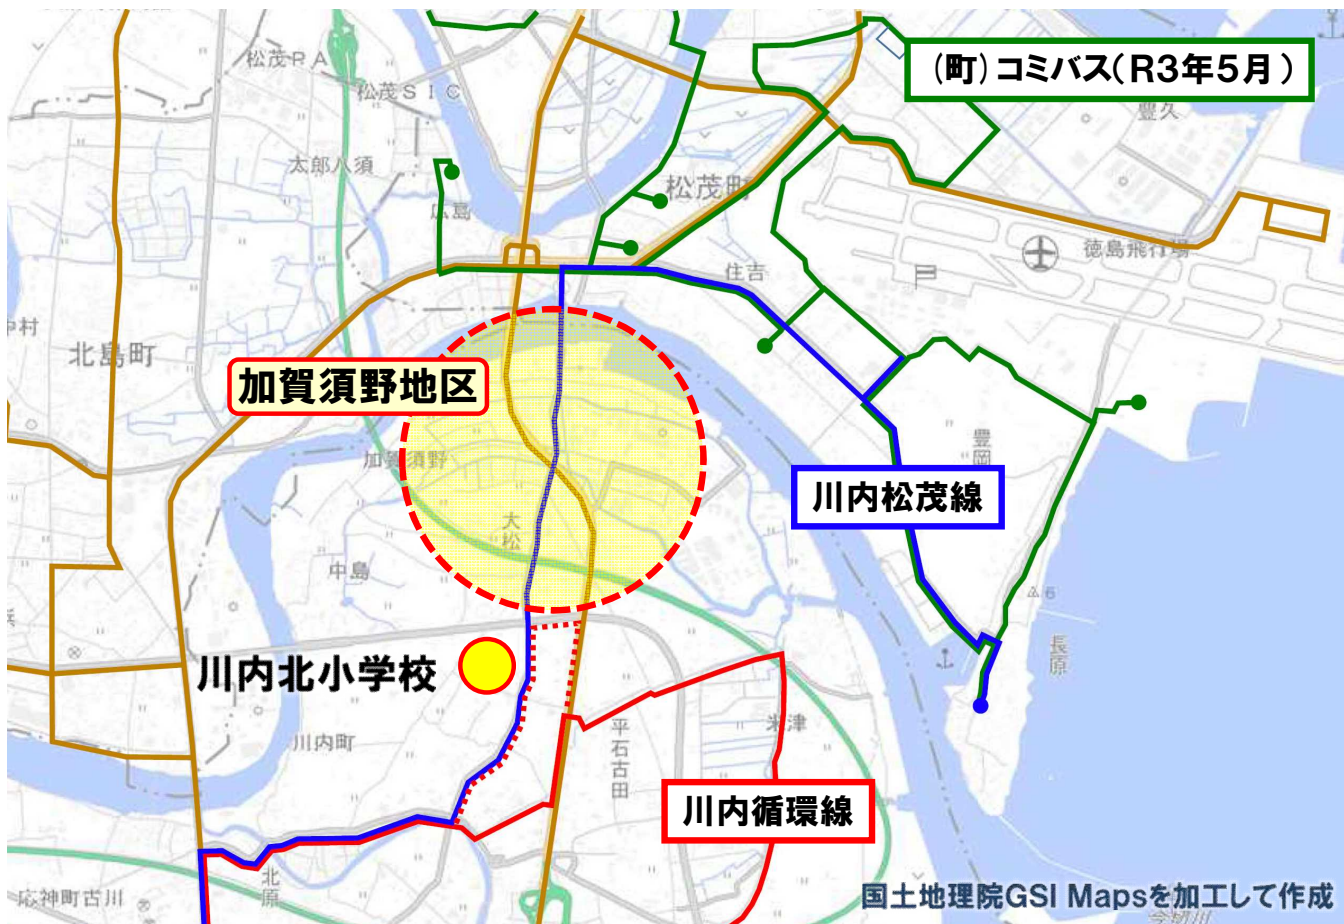 松茂PA
(町)コミバス(R3年5月)
松茂SIC
豊久
太郎八須
松茂町
広島
徳島飛行場
住吉
中村
北島町
加賀須野地区
加賀須野
豊岡
川内松茂線
大松
中島
長原
川内北小学校
米津
平石古田
川内町
川内循環線
北原
応神町古川
国土地理院GSI Mapsを加工して作成